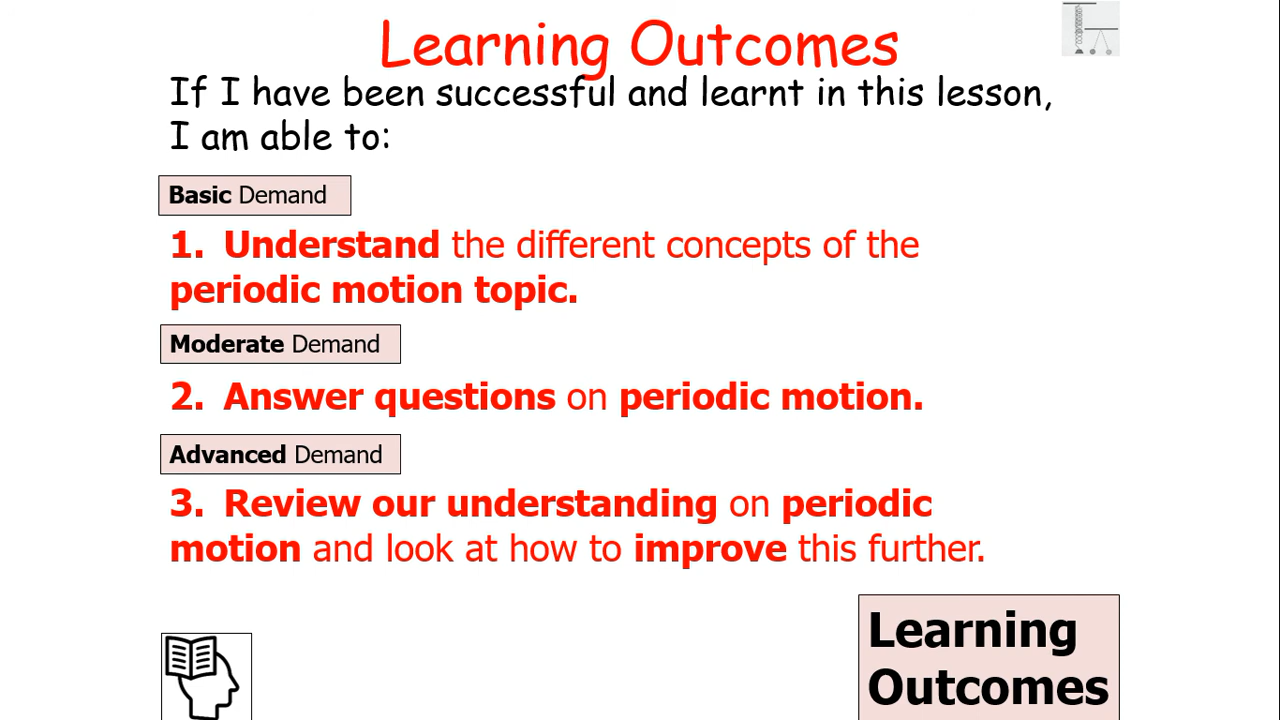 Learning Outcomes
If I have been successful and learnt in this lesson,
I am able to:
Basic Demand
1. Understand the different concepts of the
periodic motion topic.
Moderate Demand
2. Answer questions on periodic motion.
Advanced Demand
3. Review our understanding on periodic
motion and look at how to improve this further.
Learning
Outcomes